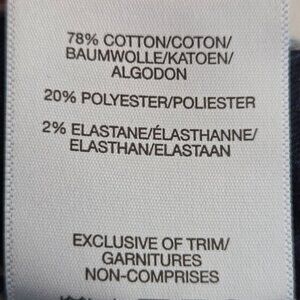 78% COTTON/COTON/
BAUMWOLLE/KATOEN/
ALGODON
20% POLYESTER/POLIESTER
2% ELASTANE/ÉLASTHANNE/
ELASTHAN/ELASTAAN
EXCLUSIVE OF TRIM/
GARNITURES
NON-COMPRISES